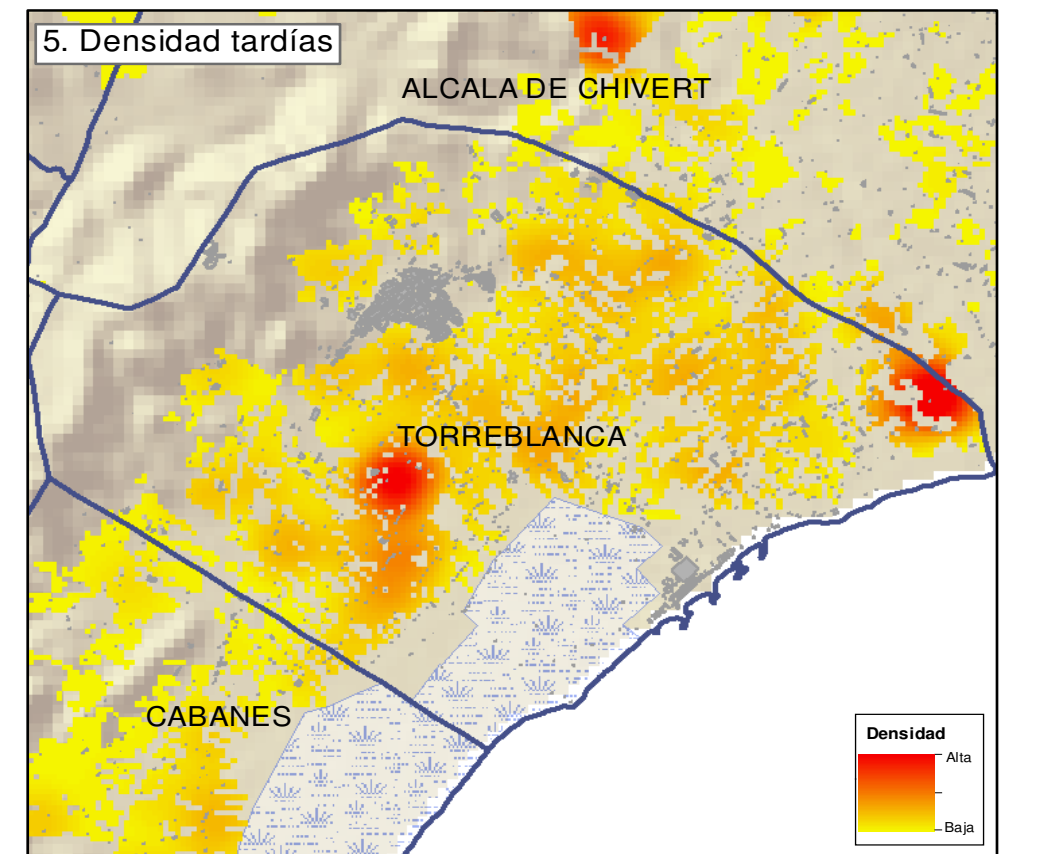 5. Densidad tardías
ALCALA DE CHIVERT
TORREBLANCA
CABANES
Densidad
Alta
Baja